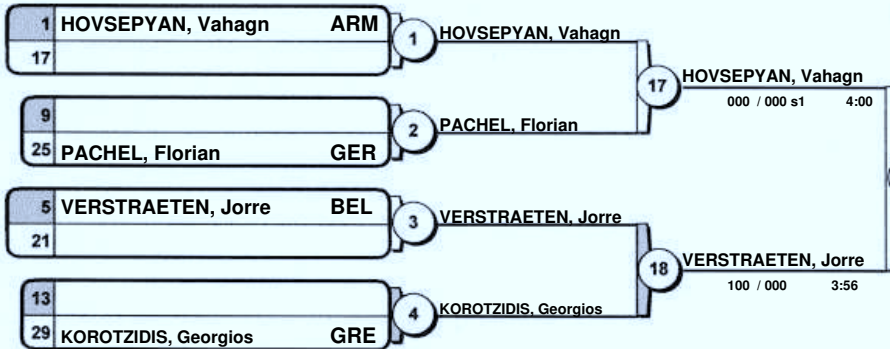 1 HOVSEPYAN, Vahagn ARM
17
1
HOVSEPYAN, Vahagn
9
25 PACHEL, Florian GER
2
PACHEL, Florian
17
HOVSEPYAN, Vahagn
000 / 000 s1 4:00
5 VERSTRAETEN, Jorre BEL
21
3
VERSTRAETEN, Jorre
13
29 KOROTZIDIS, Georgios GRE
4
KOROTZIDIS, Georgios
18
VERSTRAETEN, Jorre
100 / 000 3:56